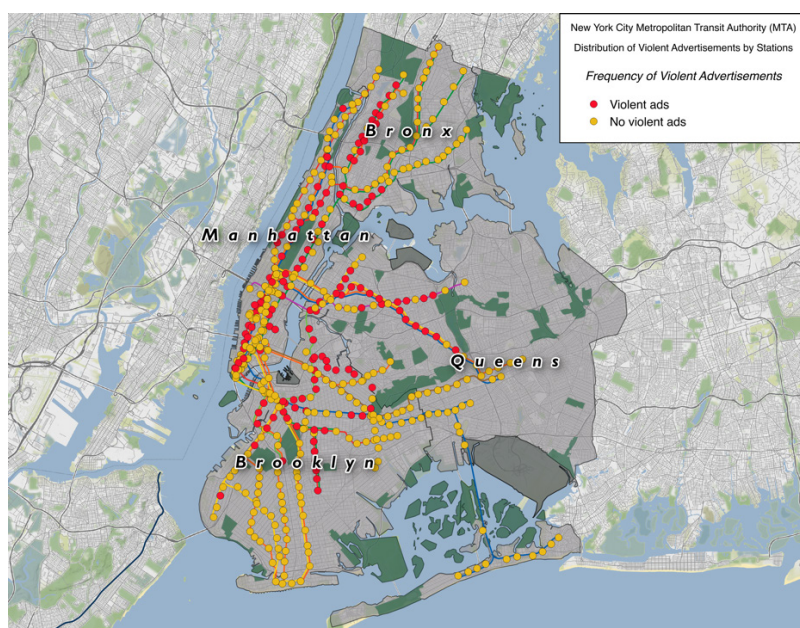 New York City Metropolitan Transit Authority (MTA)
Distribution of Violent Advertisements by Stations
Frequency of Violent Advertisements
Violent ads
No violent ads
Bronx
Manhattan
Queens
Brooklyn